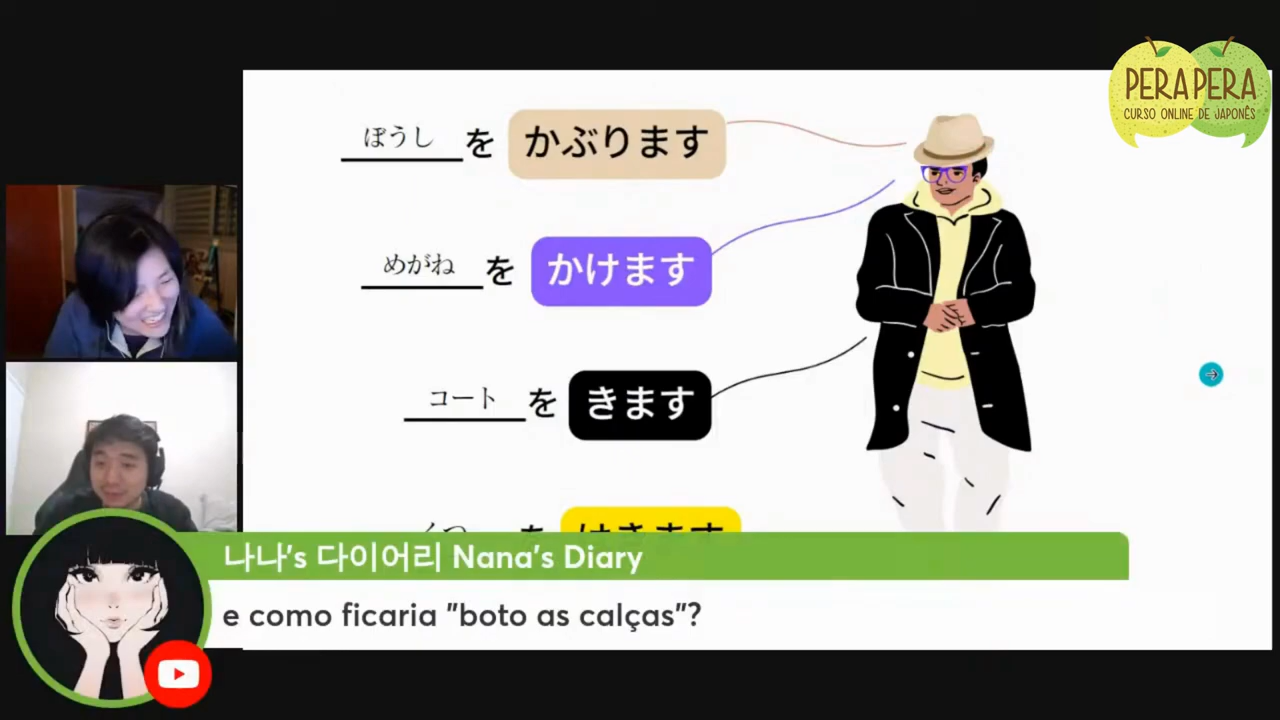 PERA PERA
CURSO ONLINE DE JAPONÊS
ぼうしを かぶります
めがねを かけます
コートを きます
나나's 다이어리 Nana's Diary
e como ficaria "boto as calças"?